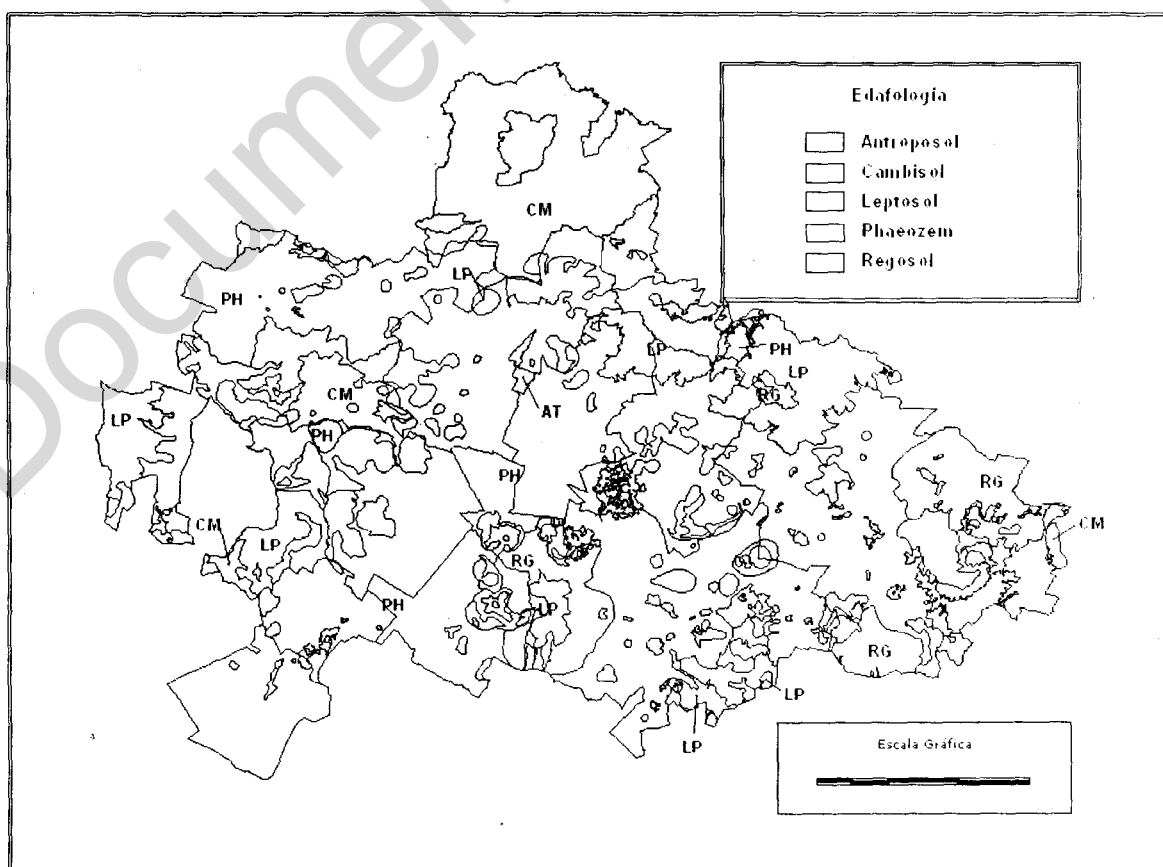 Documen
Edafología
Antroposol
Cambisol
Leptosol
Phaeozem
Regosol
CM
LP
PH
LP
PH
LP
RG
CM
AT
LP
PH
PH
RG
CM
CM
LP
RG
PH
LP
RG
LP
LP
Escala Gráfica